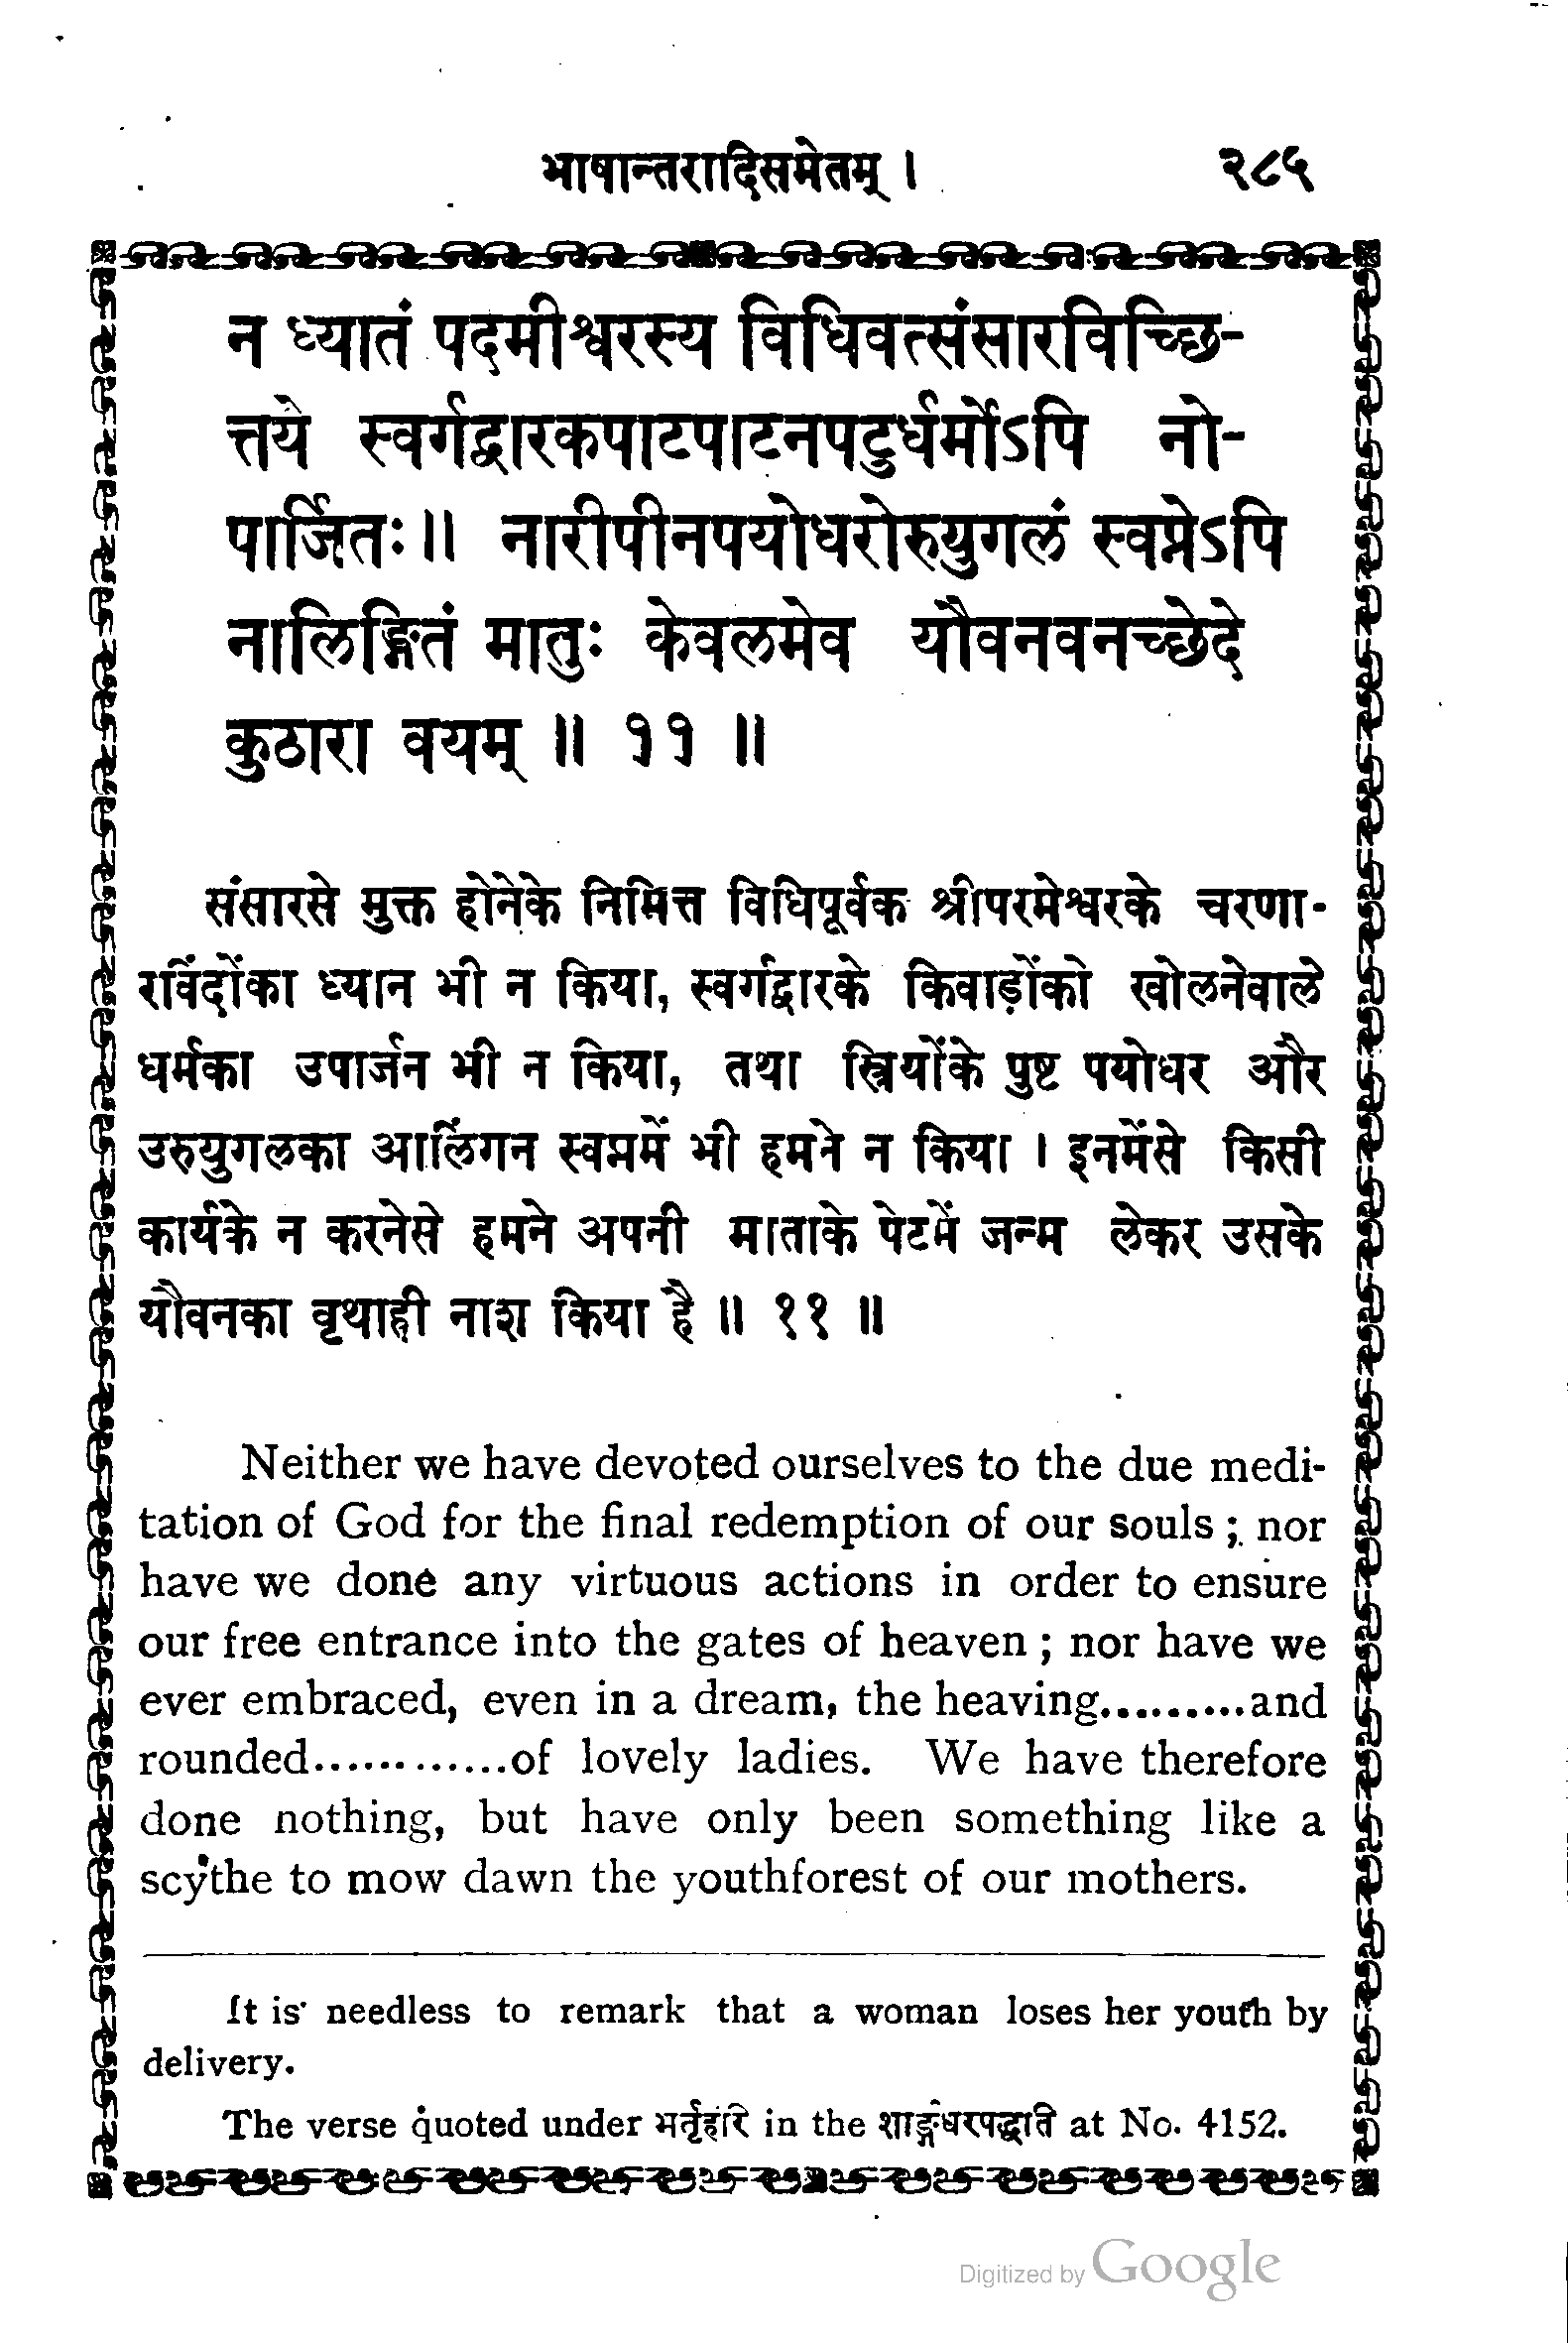 भाषान्तरादिसमेतम् । २८५
न ध्यातं पदमीश्वरस्य विधिवत्संसारविच्छि-
त्तये स्वर्गद्वारकपाटपाटनपटुर्धर्मोऽपि नो-
पार्जितः॥ नारीपीनपयोधरोरुयुगलं स्वप्नेऽपि
नालिङ्गितं मातुः केवलमेव यौवनवनच्छेदे
कुठारा वयम् ॥ ११ ॥
संसारसे मुक्त होनेके निमित्त विधिपूर्वक श्रीपरमेश्वरके चरणा-
रविंदोंका ध्यान भी न किया, स्वर्गद्वारके किवाड़ोंको खोलनेवाले
धर्मका उपार्जन भी न किया, तथा स्त्रियोंके पुष्ट पयोधर और
उरुयुगलका आलिंगन स्वप्नमें भी हमने न किया । इनमेंसे किसी
कार्यके न करनेसे हमने अपनी माताके पेटमें जन्म लेकर उसके
यौवनका वृथाही नाश किया है ॥ ११ ॥
Neither we have devoted ourselves to the due medi-
tation of God for the final redemption of our souls ; nor
have we done any virtuous actions in order to ensure
our free entrance into the gates of heaven ; nor have we
ever embraced, even in a dream, the heaving.........and
rounded............of lovely ladies. We have therefore
done nothing, but have only been something like a
scythe to mow dawn the youthforest of our mothers.
It is needless to remark that a woman loses her youth by
delivery.
The verse quoted under भर्तृहरि in the शार्ङ्गधरपद्धति at No. 4152.
Digitized by Google